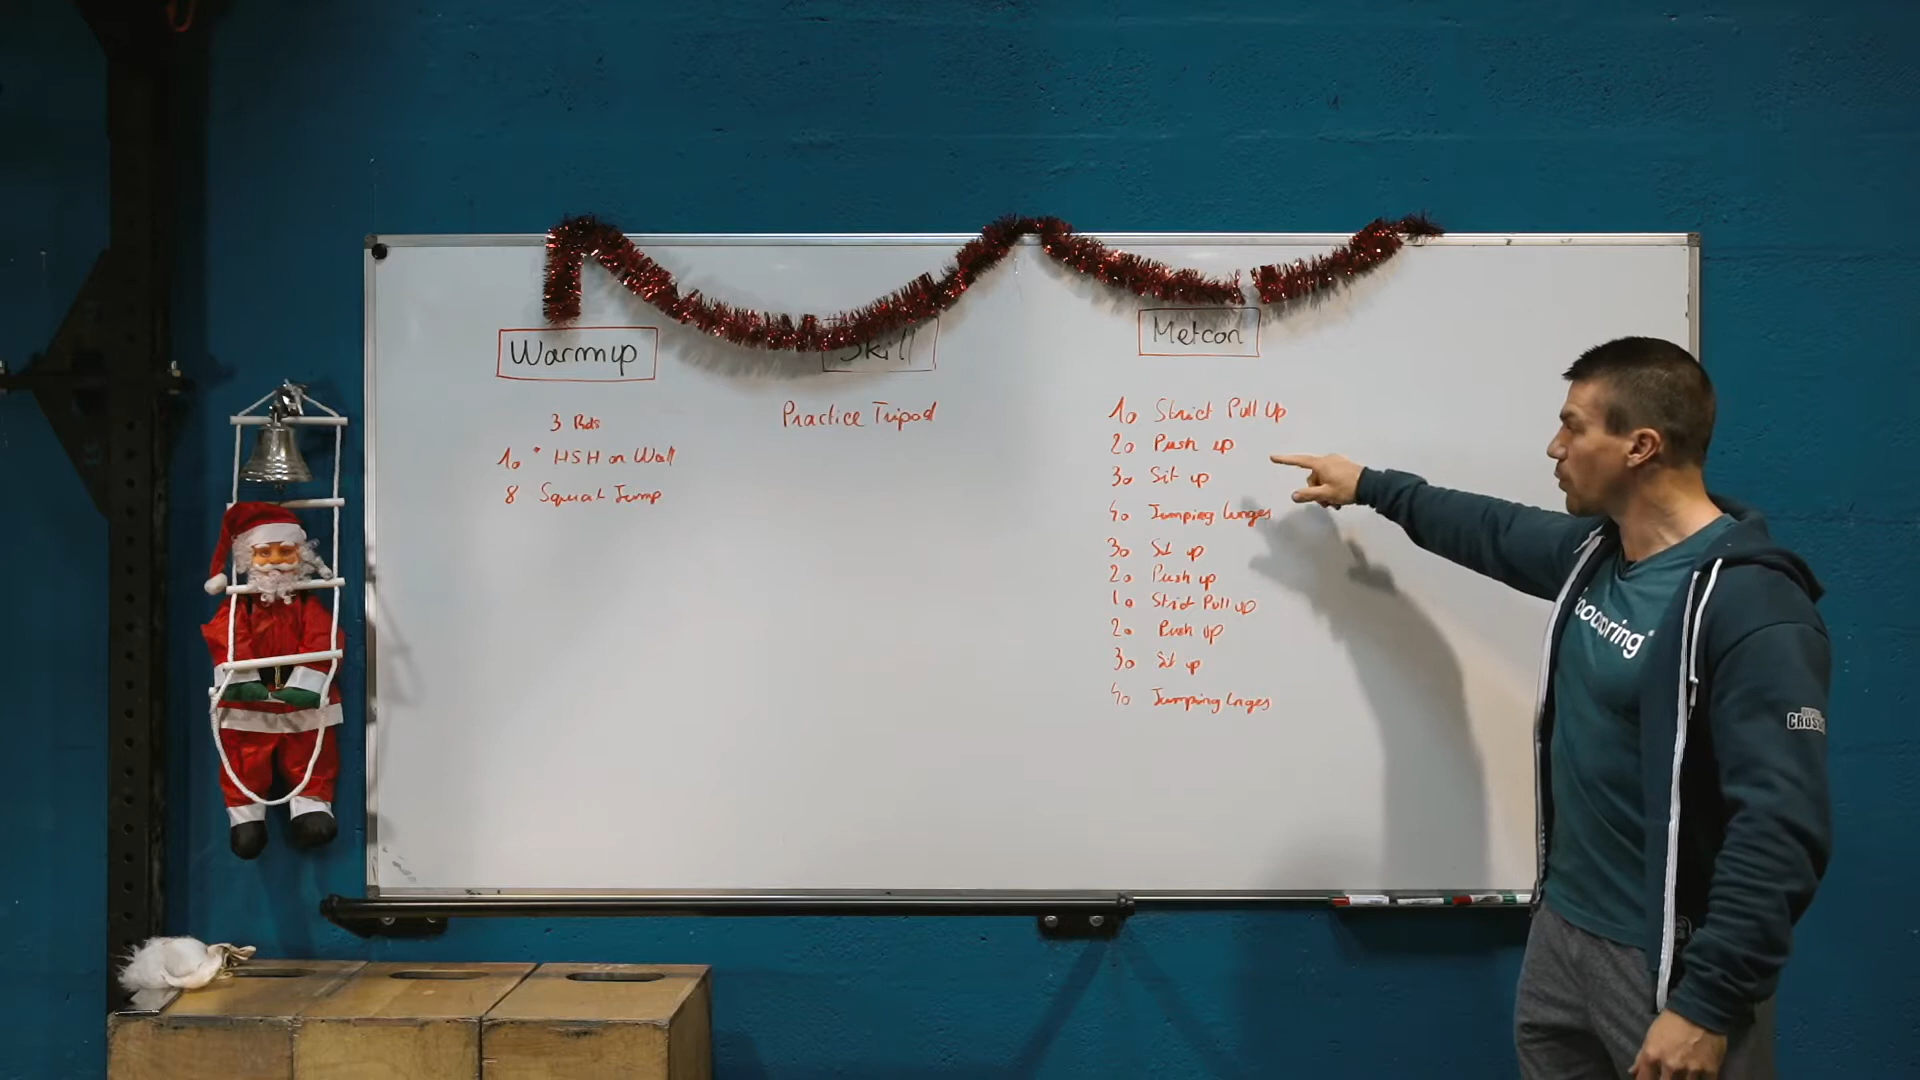 Warmup
3 Rds
10 " HSH on Wall
8 Squat Jump
Skill
Practice Tripod
Metcon
10 Strict Pull Up
20 Push up
30 Sit up
40 Jumping Lunges
30 Sit up
20 Push up
10 Strict Pull up
20 Push up
30 Sit up
40 Jumping Lnges